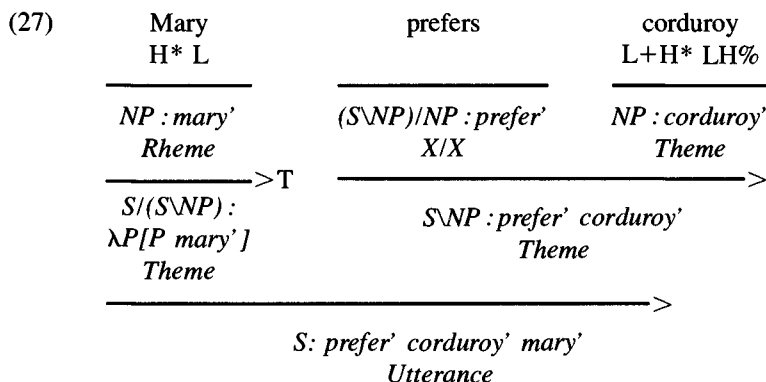 (27) Mary prefers corduroy
H* L L+H* LH%
NP : mary' (S\NP)/NP : prefer' NP : corduroy'
Rheme X/X Theme
>T >
S/(S\NP) : S\NP : prefer' corduroy'
λP[P mary'] Theme
Theme
>
S: prefer' corduroy' mary'
Utterance